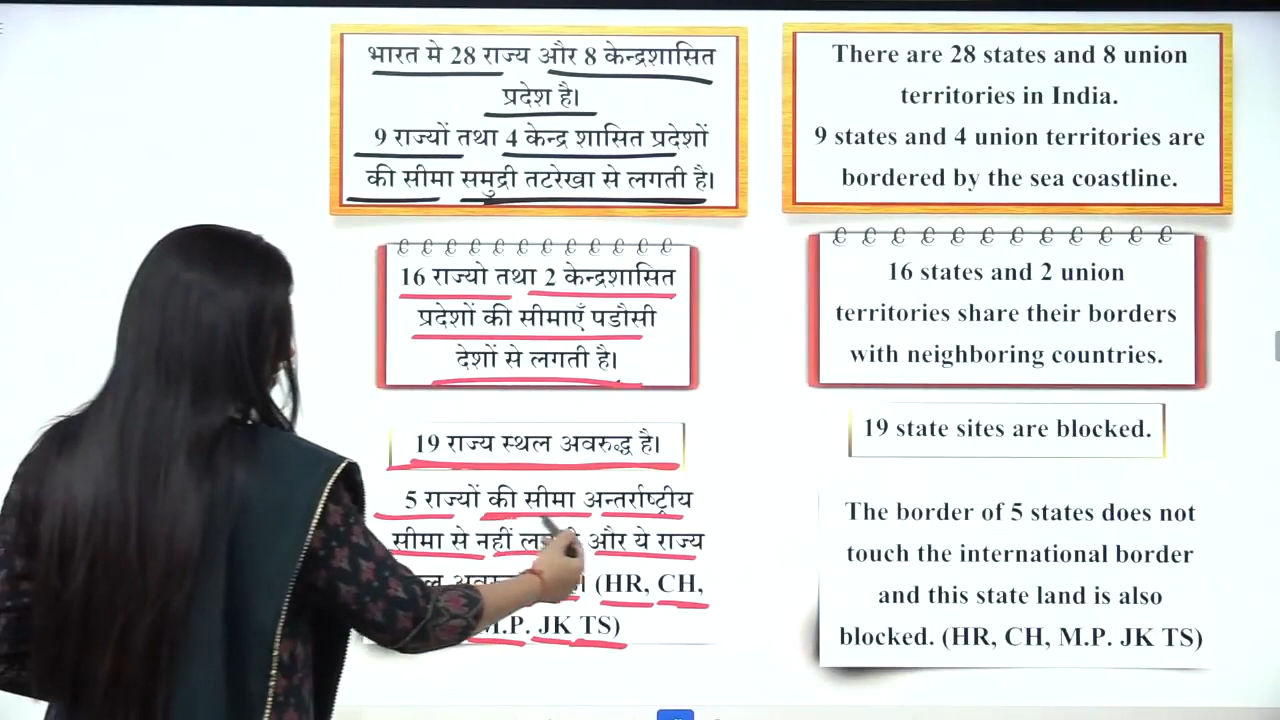 भारत मे 28 राज्य और 8 केन्द्रशासित
प्रदेश है।
9 राज्यों तथा 4 केन्द्र शासित प्रदेशों
की सीमा समुद्री तटरेखा से लगती है।
There are 28 states and 8 union
territories in India.
9 states and 4 union territories are
bordered by the sea coastline.
16 राज्यो तथा 2 केन्द्रशासित
प्रदेशों की सीमाएँ पडौसी
देशों से लगती है।
16 states and 2 union
territories share their borders
with neighboring countries.
19 राज्य स्थल अवरुद्ध है।
19 state sites are blocked.
5 राज्यों की सीमा अन्तर्राष्ट्रीय
सीमा से नहीं और ये राज्य
(HR, CH,
M.P. JK TS)
The border of 5 states does not
touch the international border
and this state land is also
blocked. (HR, CH, M.P. JK TS)